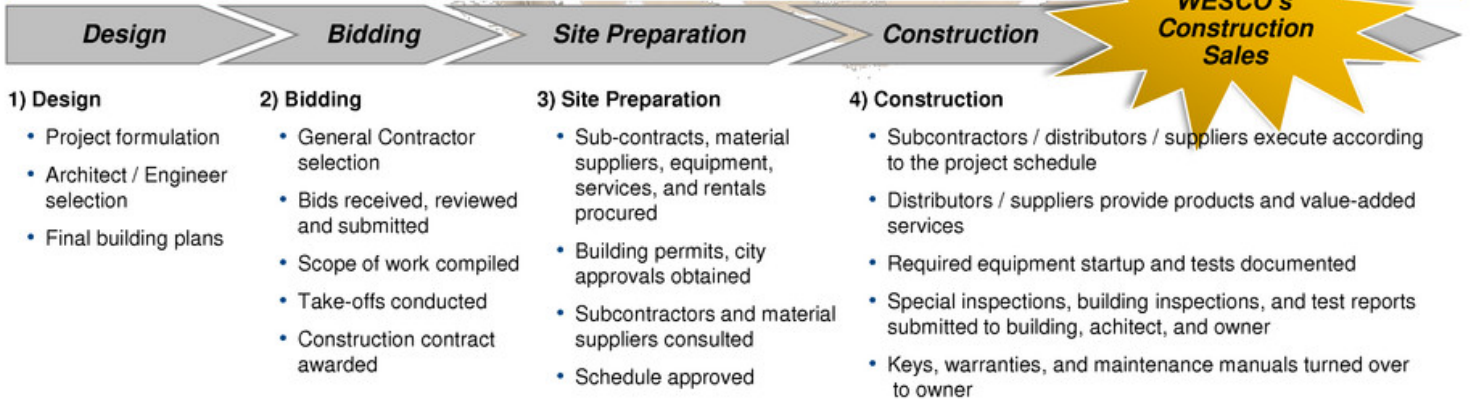 Design
Bidding
Site Preparation
Construction
WESCO's
Construction
Sales
1) Design
• Project formulation
• Architect / Engineer
selection
• Final building plans
2) Bidding
• General Contractor
selection
• Bids received, reviewed
and submitted
• Scope of work compiled
• Take-offs conducted
• Construction contract
awarded
3) Site Preparation
• Sub-contracts, material
suppliers, equipment,
services, and rentals
procured
• Building permits, city
approvals obtained
• Subcontractors and material
suppliers consulted
• Schedule approved
4) Construction
• Subcontractors / distributors / suppliers execute according
to the project schedule
• Distributors / suppliers provide products and value-added
services
• Required equipment startup and tests documented
• Special inspections, building inspections, and test reports
submitted to building, achitect, and owner
• Keys, warranties, and maintenance manuals turned over
to owner